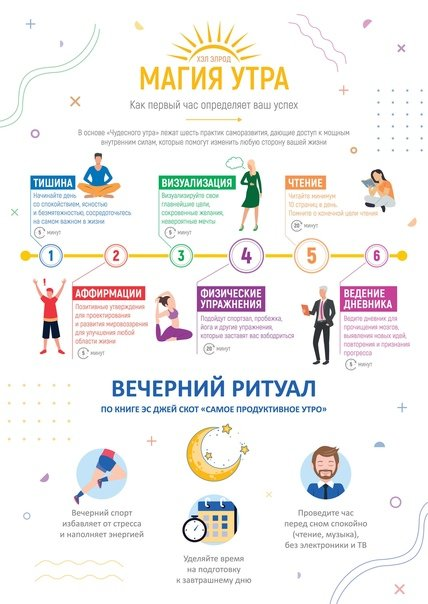 ХЭЛ ЭЛРОД
МАГИЯ УТРА
Как первый час определяет ваш успех
В основе «Чудесного утра» лежат шесть практик саморазвития, дающие доступ к мощным
внутренним силам, которые помогут изменить любую сторону вашей жизни
ТИШИНА
Начинайте день
со спокойствием, ясностью
и безмятежностью, сосредоточьтесь
на самом важном в жизни
5 минут
ВИЗУАЛИЗАЦИЯ
Визуализируйте свои
главнейшие цели,
сокровенные желания,
невероятные мечты
5 минут
ЧТЕНИЕ
Читайте минимум
10 страниц в день.
Помните о конечной цели чтения
20 минут
1
2
3
4
5
6
АФФИРМАЦИИ
Позитивные утверждения
для проектирования
и развития мировоззрения
для улучшения любой
области жизни
5 минут
ФИЗИЧЕСКИЕ
УПРАЖНЕНИЯ
Подойдут спортзал, пробежка,
йога и другие упражнения,
которые заставят вас взбодриться
20 минут
ВЕДЕНИЕ
ДНЕВНИКА
Ведите дневник для
прочищения мозгов,
выявления новых идей,
повторения и признания
прогресса
5 минут
ВЕЧЕРНИЙ РИТУАЛ
ПО КНИГЕ ЭС ДЖЕЙ СКОТ «САМОЕ ПРОДУКТИВНОЕ УТРО»
Вечерний спорт
избавляет от стресса
и наполняет энергией
Уделяйте время
на подготовку
к завтрашнему дню
Проведите час
перед сном спокойно
(чтение, музыка),
без электроники и ТВ